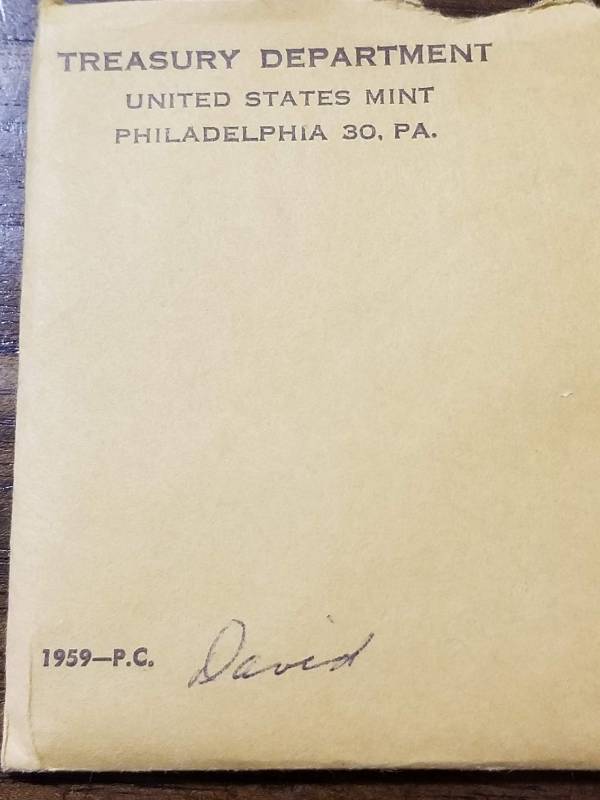 TREASURY DEPARTMENT
UNITED STATES MINT
PHILADELPHIA 30, PA.
1959—P.C. David